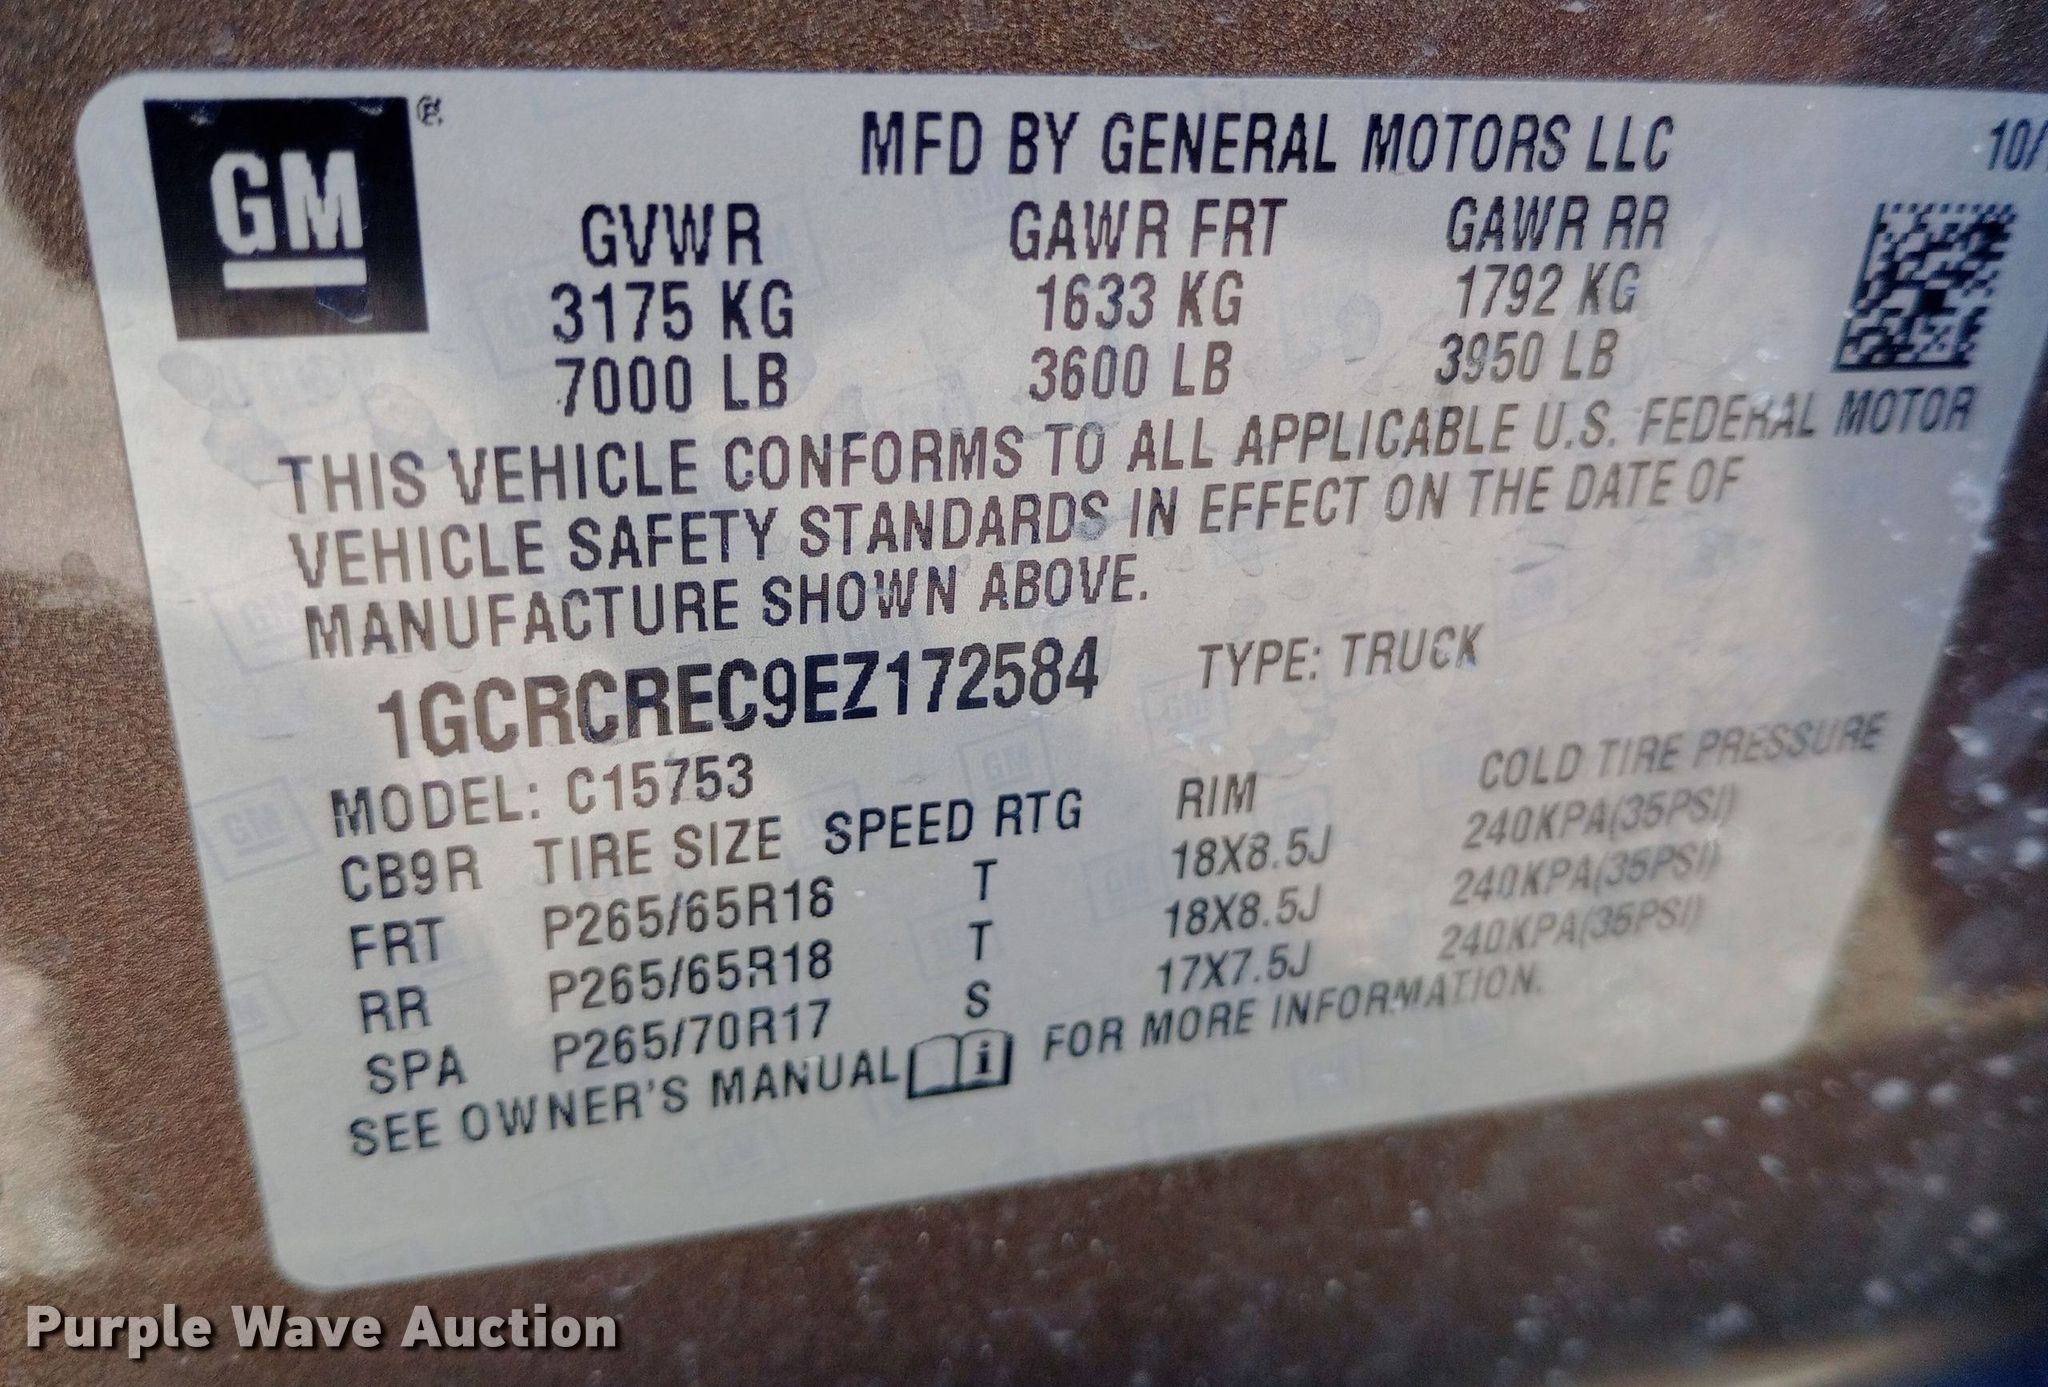 GM
MFD BY GENERAL MOTORS LLC
GVWR GAWR FRT GAWR RR
3175 KG 1633 KG 1792 KG
7000 LB 3600 LB 3950 LB
THIS VEHICLE CONFORMS TO ALL APPLICABLE U.S. FEDERAL MOTOR
VEHICLE SAFETY STANDARDS IN EFFECT ON THE DATE OF
MANUFACTURE SHOWN ABOVE.
1GCRCREC9EZ172584 TYPE: TRUCK
MODEL: C15753
CB9R TIRE SIZE SPEED RTG RIM COLD TIRE PRESSURE
FRT P265/65R18 T 18X8.5J 240KPA(35PSI)
RR P265/65R18 T 18X8.5J 240KPA(35PSI)
SPA P265/70R17 S 17X7.5J 240KPA(35PSI)
SEE OWNER'S MANUAL i FOR MORE INFORMATION.
Purple Wave Auction